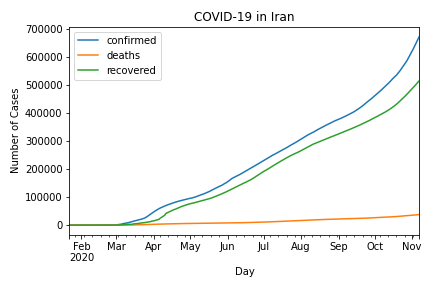 COVID-19 in Iran
confirmed
deaths
recovered
Number of Cases
700000
600000
500000
400000
300000
200000
100000
0
Feb Mar Apr May Jun Jul Aug Sep Oct Nov
2020
Day